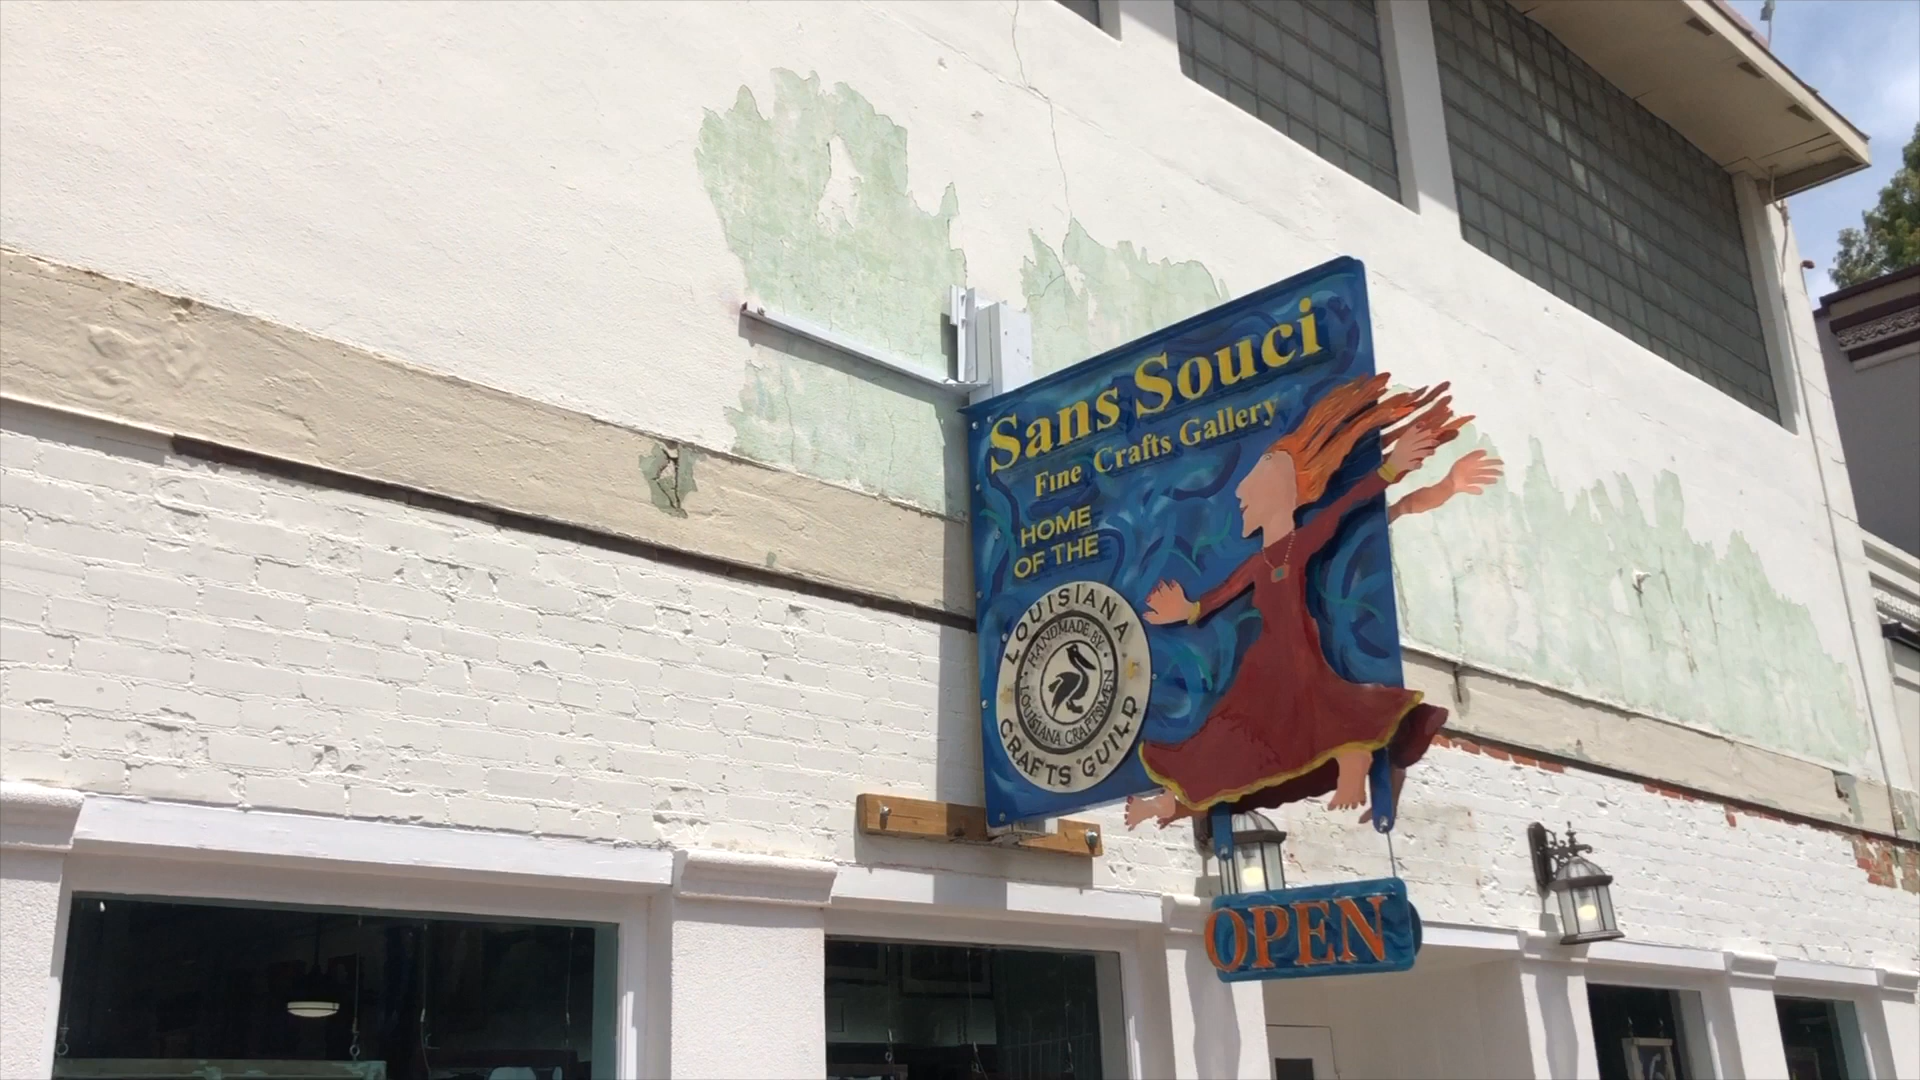 Sans Souci
Fine Crafts Gallery
HOME
OF THE
LOUISIANA
HANDMADE BY
LOUISIANA CRAFTSMEN
CRAFTS GUILD
OPEN